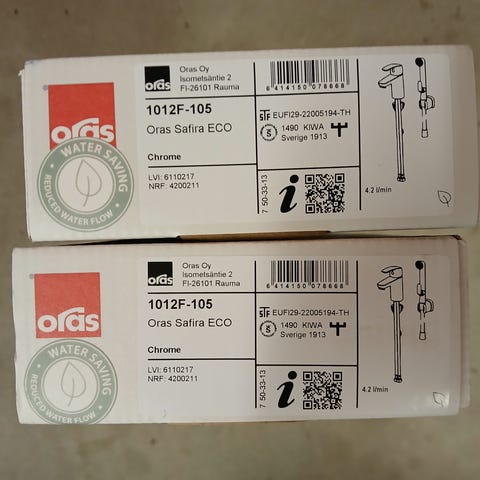 oras
WATER SAVING
REDUCED WATER FLOW
oras
Oras Oy
Isometsäntie 2
FI-26101 Rauma
1012F-105
Oras Safira ECO
Chrome
LVI: 6110217
NRF: 4200211
6 414150 078668
STF EUFI29-22005194-TH
1490 KIWA
Sverige 1913
7 50-33-13
i
4.2 l/min
oras
WATER SAVING
REDUCED WATER FLOW
oras
Oras Oy
Isometsäntie 2
FI-26101 Rauma
1012F-105
Oras Safira ECO
Chrome
LVI: 6110217
NRF: 4200211
6 414150 078668
STF EUFI29-22005194-TH
1490 KIWA
Sverige 1913
7 50-33-13
i
4.2 l/min